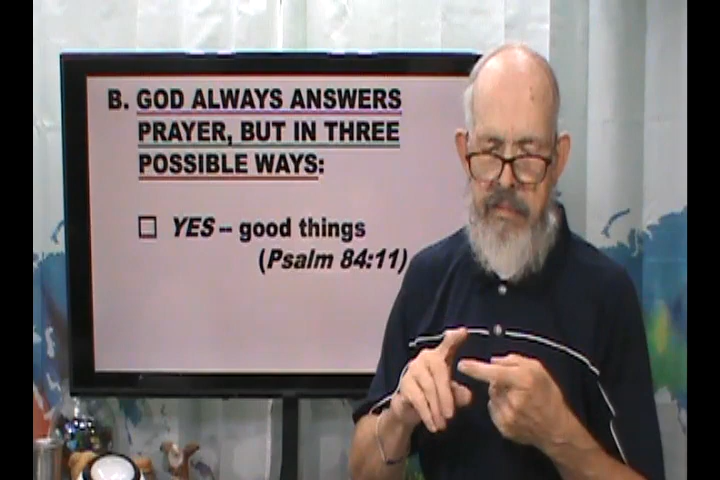 B. GOD ALWAYS ANSWERS
PRAYER, BUT IN THREE
POSSIBLE WAYS:
☐ YES – good things
(Psalm 84:11)